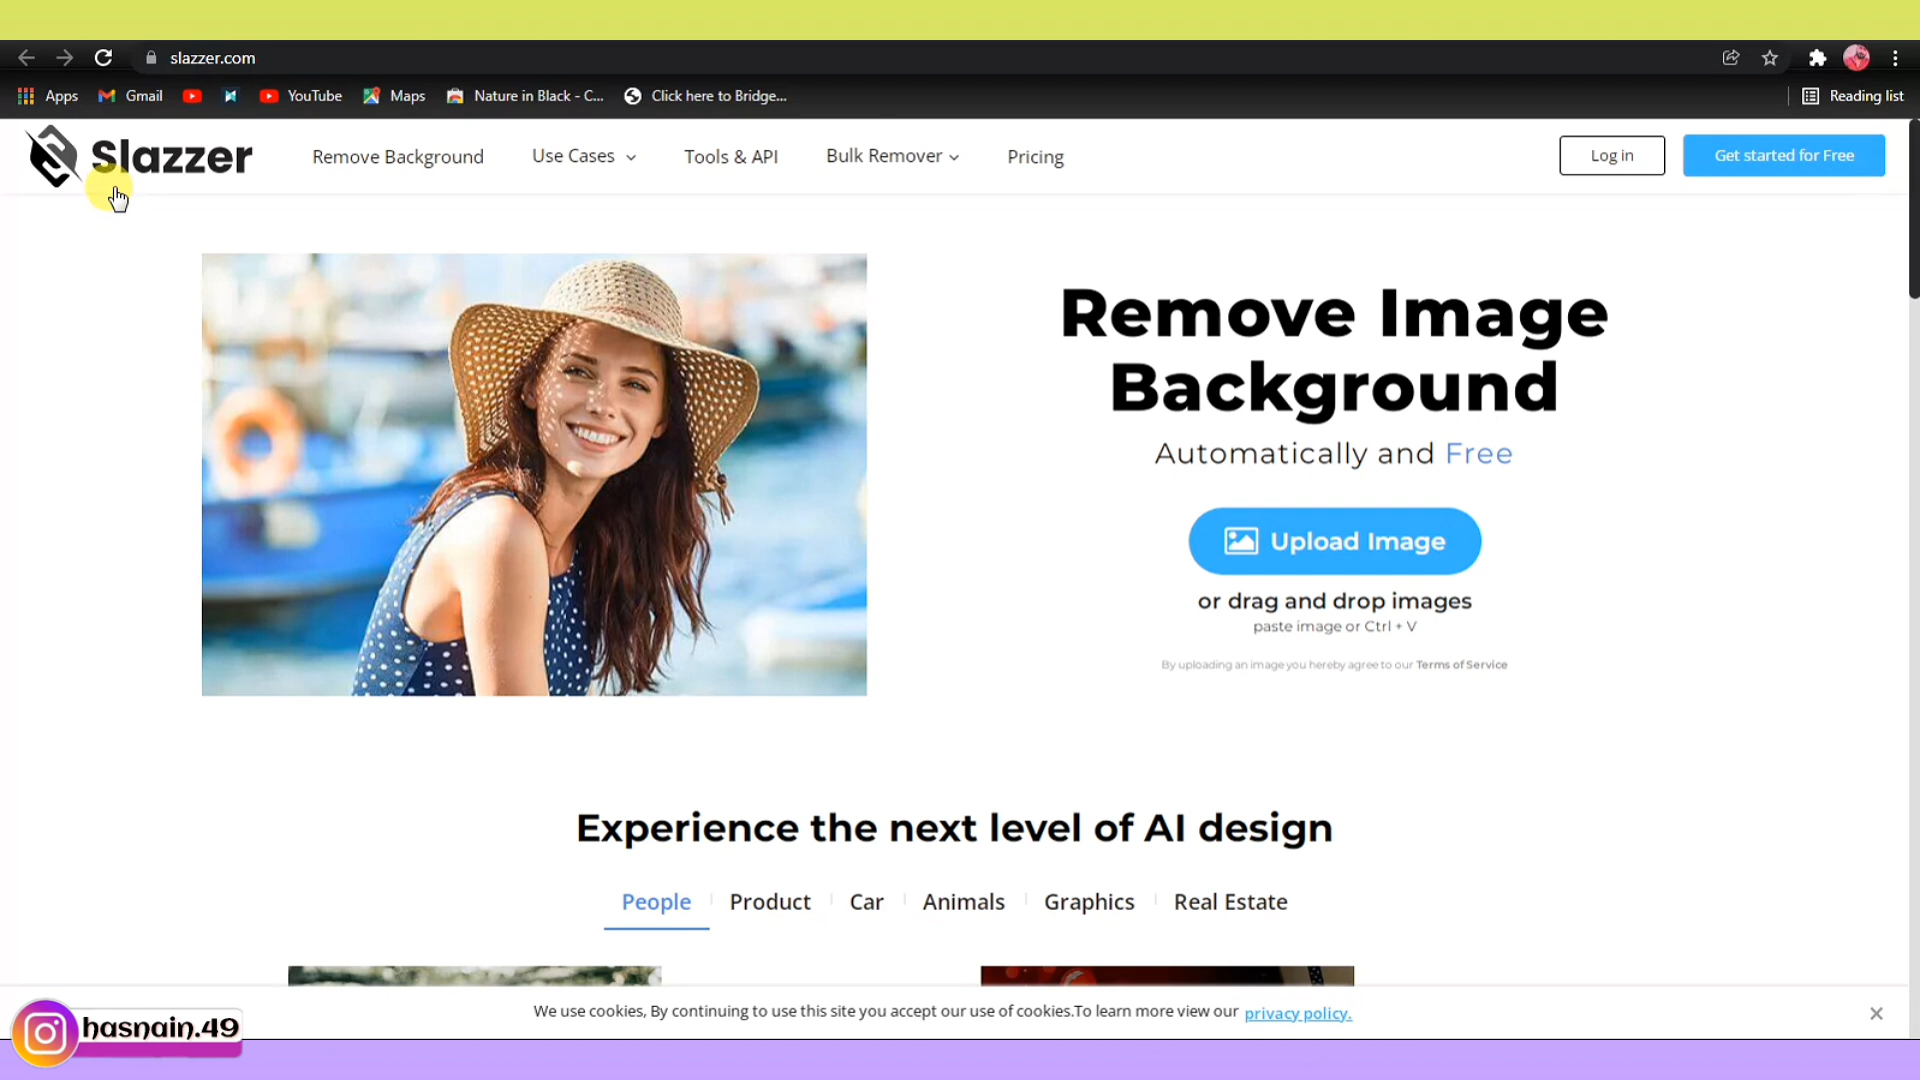 slazzer.com
Apps Gmail YouTube Maps Nature in Black - C... Click here to Bridge... Reading list
Slazzer Remove Background Use Cases Tools & API Bulk Remover Pricing Log in Get started for Free
Remove Image
Background
Automatically and Free
Upload Image
or drag and drop images
paste image or Ctrl + V
By uploading an image you hereby agree to our Terms of Service
Experience the next level of AI design
People Product Car Animals Graphics Real Estate
We use cookies, By continuing to use this site you accept our use of cookies.To learn more view our privacy policy.
hasnain.49